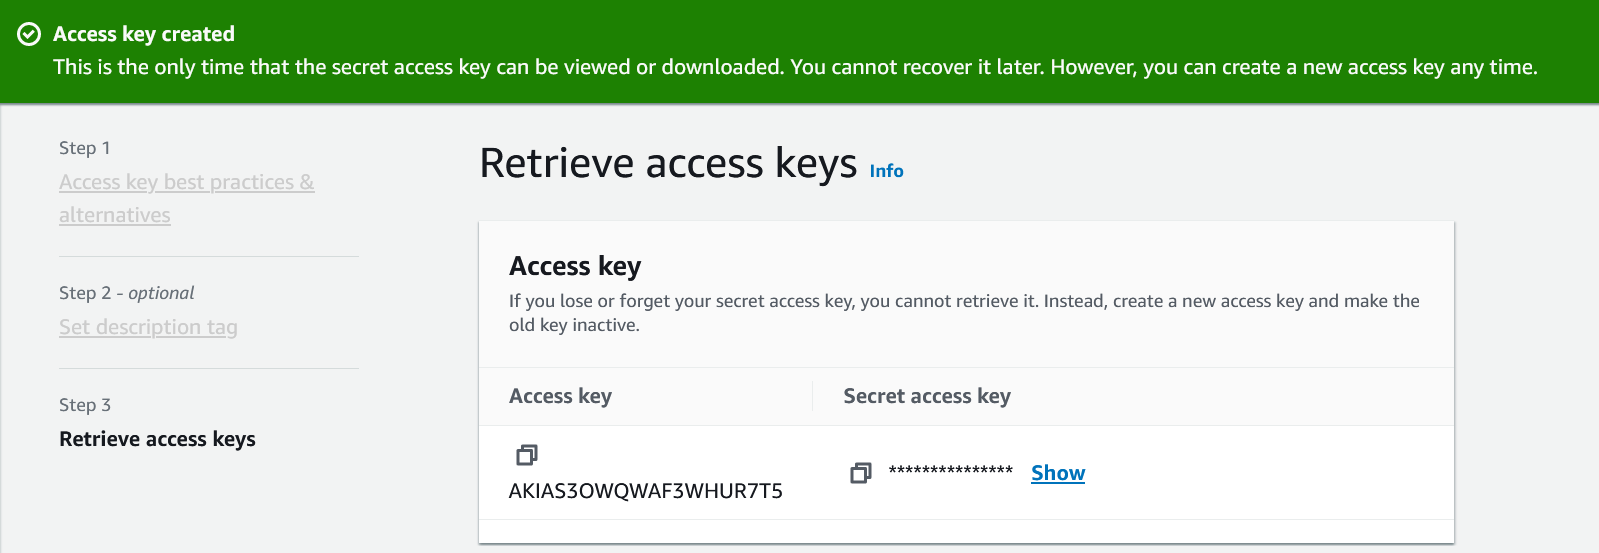 Access key created
This is the only time that the secret access key can be viewed or downloaded. You cannot recover it later. However, you can create a new access key any time.
Step 1
Access key best practices &
alternatives
Step 2 - optional
Set description tag
Step 3
Retrieve access keys
Retrieve access keys Info
Access key
If you lose or forget your secret access key, you cannot retrieve it. Instead, create a new access key and make the
old key inactive.
Access key Secret access key
AKIAS3OWQWAF3WHUR7T5
*************** Show